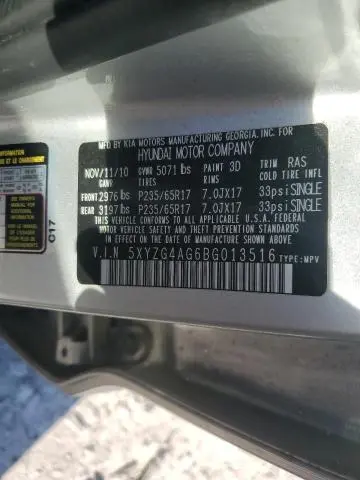 MFD BY KIA MOTORS MANUFACTURING GEORGIA.INC FOR
HYUNDAI MOTOR COMPANY
NOV/11/10 GVWR 5071 lbs PAINT 3D TRIM RAS
GAWR TIRES RIMS COLD TIRE INFL
FRONT 2976 lbs P235/65R17 7.0JX17 33psi SINGLE
REAR 3197 lbs P235/65R17 7.0JX17 33psi SINGLE
THIS VEHICLE CONFORMS TO ALL APPLICABLE U.S.A. FEDERAL
MOTOR VEHICLE SAFETY, BUMPER, AND THEFT PREVENTION
STANDARDS IN EFFECT ON THE DATE OF MANUFACTURE SHOWN ABOVE.
V.I.N 5XYZG4AG6BG013516 TYPE:MPV
C17